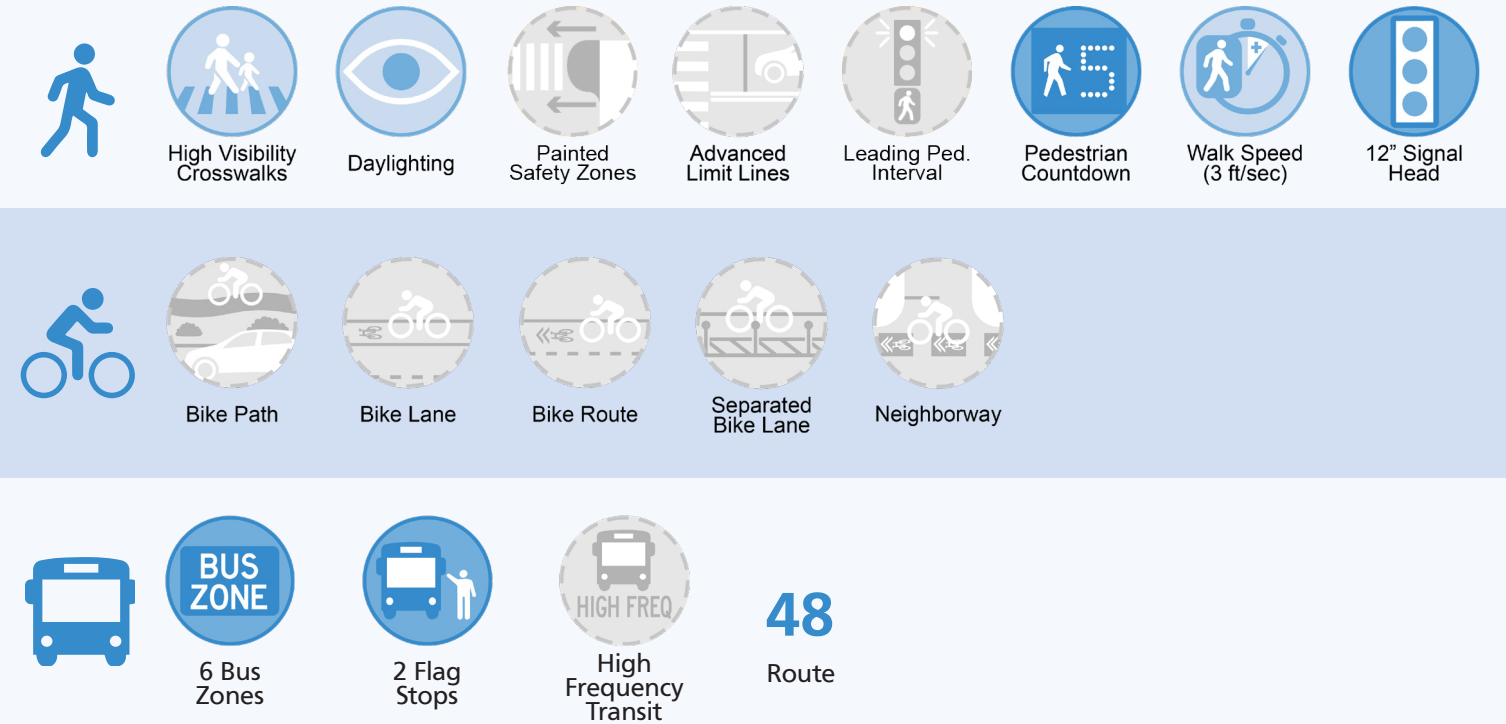 High Visibility
Crosswalks
Daylighting
Painted
Safety Zones
Advanced
Limit Lines
Leading Ped.
Interval
5
Pedestrian
Countdown
Walk Speed
(3 ft/sec)
12” Signal
Head
Bike Path
Bike Lane
Bike Route
Separated
Bike Lane
Neighborway
BUS
ZONE
6 Bus
Zones
2 Flag
Stops
HIGH FREQ
High
Frequency
Transit
48
Route